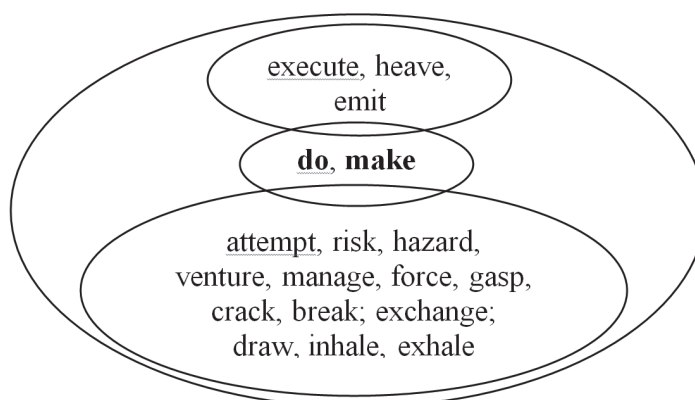 execute, heave,
emit
do, make
attempt, risk, hazard,
venture, manage, force, gasp,
crack, break; exchange;
draw, inhale, exhale